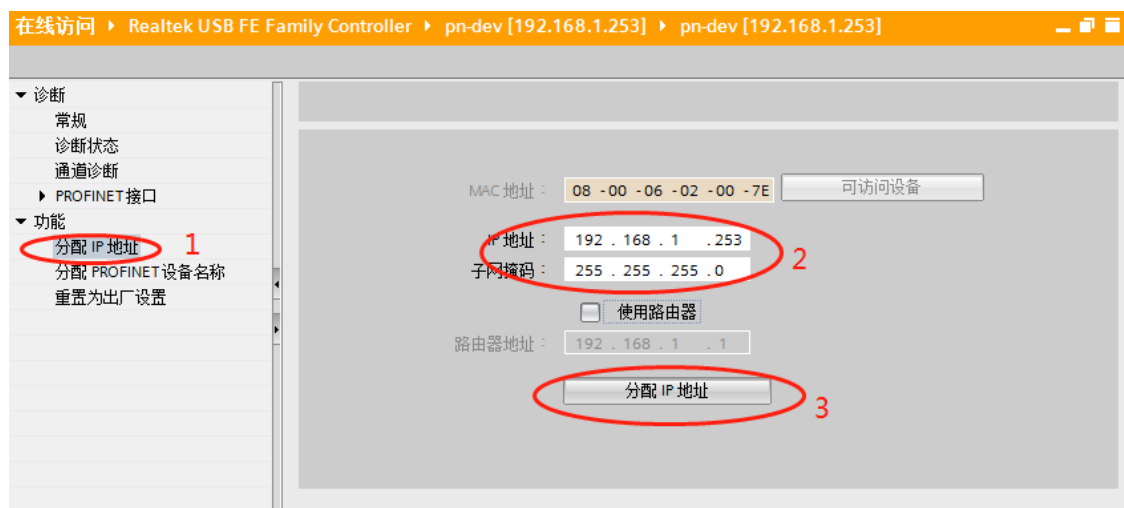 在线访问 ▸ Realtek USB FE Family Controller ▸ pn-dev [192.168.1.253] ▸ pn-dev [192.168.1.253]
诊断
常规
诊断状态
通道诊断
PROFINET接口
功能
分配 IP 地址 1
分配 PROFINET设备名称
重置为出厂设置
MAC 地址： 08 -00 -06 -02 -00 -7E 可访问设备
IP 地址： 192 . 168 . 1 . 253
子网掩码： 255 . 255 . 255 . 0
2
使用路由器
路由器地址： 192 . 168 . 1 . 1
分配 IP 地址 3